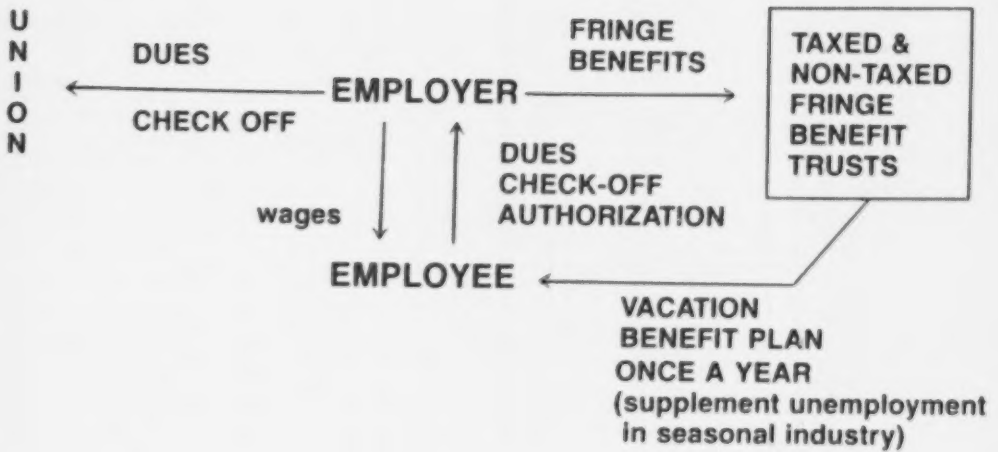 UNION
DUES
CHECK OFF
EMPLOYER
FRINGE
BENEFITS
TAXED &
NON-TAXED
FRINGE
BENEFIT
TRUSTS
wages
DUES
CHECK-OFF
AUTHORIZATION
EMPLOYEE
VACATION
BENEFIT PLAN
ONCE A YEAR
(supplement unemployment
in seasonal industry)